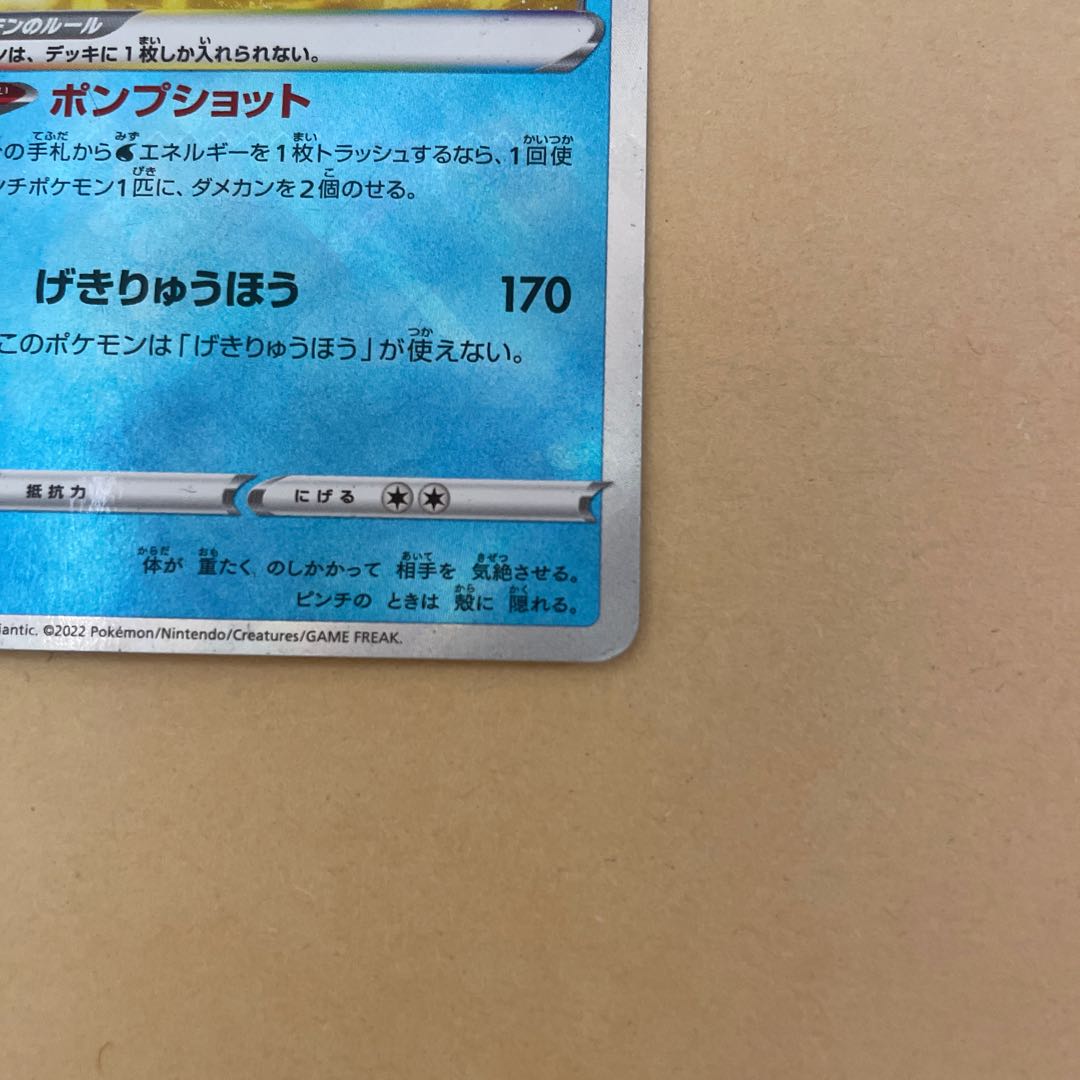 モンのルール
ンは、デッキに1枚しか入れられない。
ポンプショット
の手札からエネルギーを1枚トラッシュするなら、1回使
ンチポケモン1匹に、ダメカンを2個のせる。
げきりゅうほう 170
このポケモンは「げきりゅうほう」が使えない。
抵抗力 にげる
体が 重たく のしかかって 相手を 気絶させる。
ピンチの ときは 殻に 隠れる。
iantic. ©2022 Pokémon/Nintendo/Creatures/GAME FREAK.